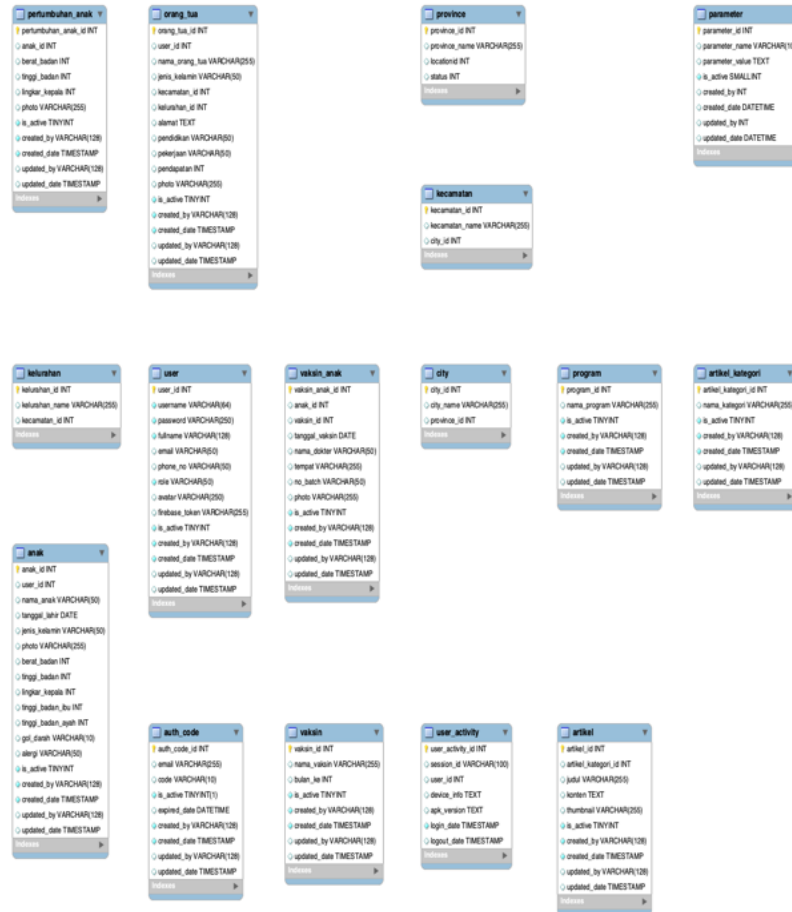 pertumbuhan_anak
pertumbuhan_anak_id INT
anak_id INT
berat_badan INT
tinggi_badan INT
lingkar_kepala INT
photo VARCHAR(255)
is_active TINYINT
created_by VARCHAR(128)
created_date TIMESTAMP
updated_by VARCHAR(128)
updated_date TIMESTAMP
Indexes
orang_tua
orang_tua_id INT
user_id INT
nama_orang_tua VARCHAR(255)
jenis_kelamin VARCHAR(50)
kecamatan_id INT
kelurahan_id INT
alamat TEXT
pendidikan VARCHAR(50)
pekerjaan VARCHAR(50)
pendapatan INT
photo VARCHAR(255)
is_active TINYINT
created_by VARCHAR(128)
created_date TIMESTAMP
updated_by VARCHAR(128)
updated_date TIMESTAMP
Indexes
province
province_id INT
province_name VARCHAR(255)
locationid INT
status INT
Indexes
parameter
parameter_id INT
parameter_name VARCHAR(10
parameter_value TEXT
is_active SMALLINT
created_by INT
created_date DATETIME
updated_by INT
updated_date DATETIME
Indexes
kecamatan
kecamatan_id INT
kecamatan_name VARCHAR(255)
city_id INT
Indexes
kelurahan
kelurahan_id INT
kelurahan_name VARCHAR(255)
kecamatan_id INT
Indexes
user
user_id INT
username VARCHAR(64)
password VARCHAR(250)
fullname VARCHAR(128)
email VARCHAR(50)
phone_no VARCHAR(50)
role VARCHAR(50)
avatar VARCHAR(250)
firebase_token VARCHAR(255)
is_active TINYINT
created_by VARCHAR(128)
created_date TIMESTAMP
updated_by VARCHAR(128)
updated_date TIMESTAMP
Indexes
vaksin_anak
vaksin_anak_id INT
anak_id INT
vaksin_id INT
tanggal_vaksin DATE
nama_dokter VARCHAR(50)
tempat VARCHAR(255)
no_batch VARCHAR(50)
photo VARCHAR(255)
is_active TINYINT
created_by VARCHAR(128)
created_date TIMESTAMP
updated_by VARCHAR(128)
updated_date TIMESTAMP
Indexes
city
city_id INT
city_name VARCHAR(255)
province_id INT
Indexes
program
program_id INT
nama_program VARCHAR(255)
is_active TINYINT
created_by VARCHAR(128)
created_date TIMESTAMP
updated_by VARCHAR(128)
updated_date TIMESTAMP
Indexes
artikel_kategori
artikel_kategori_id INT
nama_kategori VARCHAR(255)
is_active TINYINT
created_by VARCHAR(128)
created_date TIMESTAMP
updated_by VARCHAR(128)
updated_date TIMESTAMP
Indexes
anak
anak_id INT
user_id INT
nama_anak VARCHAR(50)
tanggal_lahir DATE
jenis_kelamin VARCHAR(50)
photo VARCHAR(255)
berat_badan INT
tinggi_badan INT
lingkar_kepala INT
tinggi_badan_ibu INT
tinggi_badan_ayah INT
gol_darah VARCHAR(10)
alergi VARCHAR(50)
is_active TINYINT
created_by VARCHAR(128)
created_date TIMESTAMP
updated_by VARCHAR(128)
updated_date TIMESTAMP
Indexes
auth_code
auth_code_id INT
email VARCHAR(255)
code VARCHAR(10)
is_active TINYINT(1)
expired_date DATETIME
created_by VARCHAR(128)
created_date TIMESTAMP
updated_by VARCHAR(128)
updated_date TIMESTAMP
Indexes
vaksin
vaksin_id INT
nama_vaksin VARCHAR(255)
bulan_ke INT
is_active TINYINT
created_by VARCHAR(128)
created_date TIMESTAMP
updated_by VARCHAR(128)
updated_date TIMESTAMP
Indexes
user_activity
user_activity_id INT
session_id VARCHAR(100)
user_id INT
device_info TEXT
apk_version TEXT
login_date TIMESTAMP
logout_date TIMESTAMP
Indexes
artikel
artikel_id INT
artikel_kategori_id INT
judul VARCHAR(255)
konten TEXT
thumbnail VARCHAR(255)
is_active TINYINT
created_by VARCHAR(128)
created_date TIMESTAMP
updated_by VARCHAR(128)
updated_date TIMESTAMP
Indexes